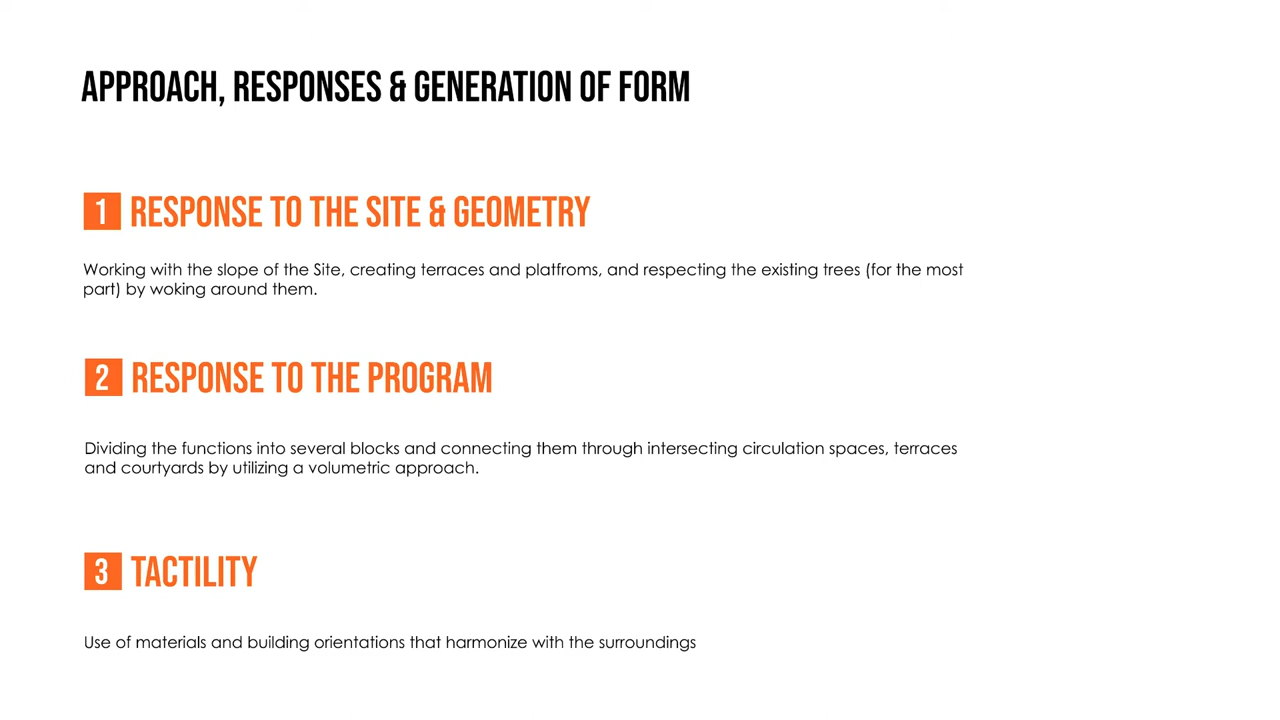 APPROACH, RESPONSES & GENERATION OF FORM
1 RESPONSE TO THE SITE & GEOMETRY
Working with the slope of the Site, creating terraces and platfroms, and respecting the existing trees (for the most
part) by woking around them.
2 RESPONSE TO THE PROGRAM
Dividing the functions into several blocks and connecting them through intersecting circulation spaces, terraces
and courtyards by utilizing a volumetric approach.
3 TACTILITY
Use of materials and building orientations that harmonize with the surroundings